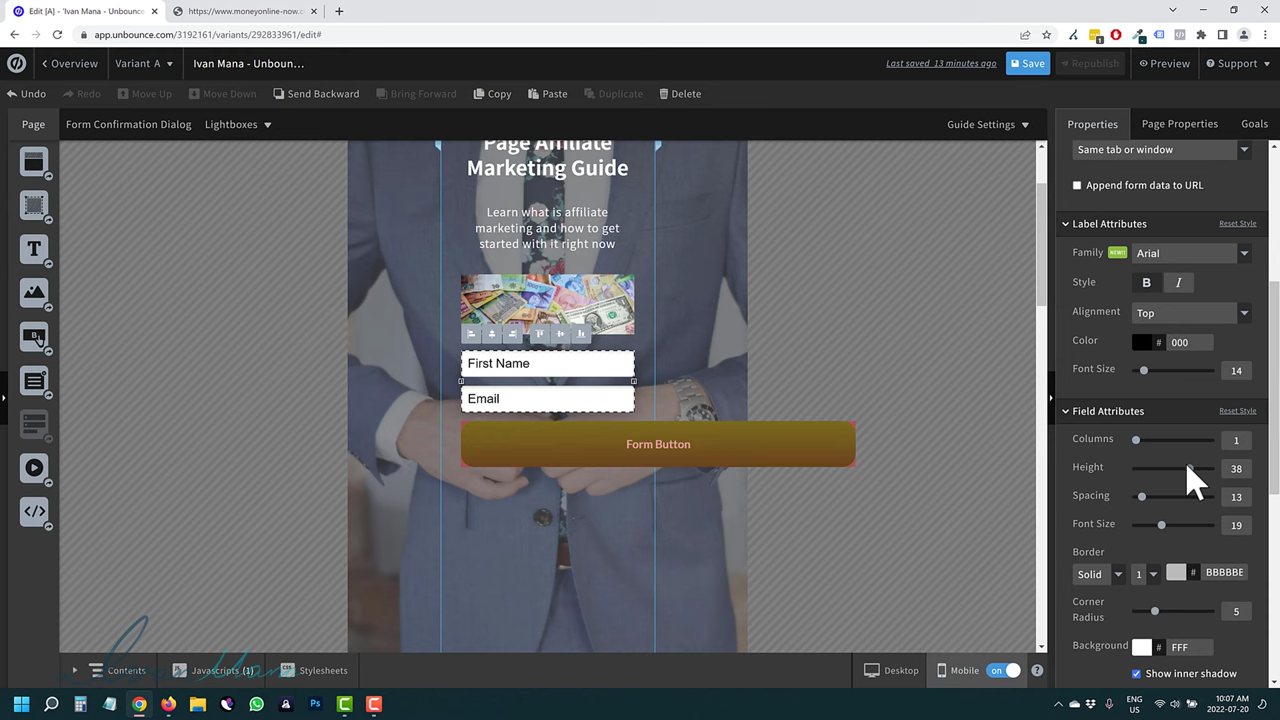 Edit [A] - 'Ivan Mana - Unbounce
https://www.moneyonline-now.c
app.unbounce.com/3192161/variants/292833961/edit#
Overview
Variant A
Ivan Mana - Unboun…
Last saved 13 minutes ago
Save
Republish
Preview
Support
Undo
Redo
Move Up
Move Down
Send Backward
Bring Forward
Copy
Paste
Duplicate
Delete
Page
Form Confirmation Dialog
Lightboxes
Guide Settings
Properties
Page Properties
Goals
Page Affiliate
Marketing Guide
Learn what is affiliate
marketing and how to get
started with it right now
First Name
Email
Form Button
Same tab or window
Append form data to URL
Label Attributes
Reset Style
Family NEW!! Arial
Style B I
Alignment Top
Color # 000
Font Size 14
Field Attributes
Reset Style
Columns 1
Height 38
Spacing 13
Font Size 19
Border
Solid 1 # BBBBBE
Corner
Radius 5
Background # FFF
Show inner shadow
Contents
Javascripts (1)
Stylesheets
Desktop
Mobile on
ENG
US
10:07 AM
2022-07-20